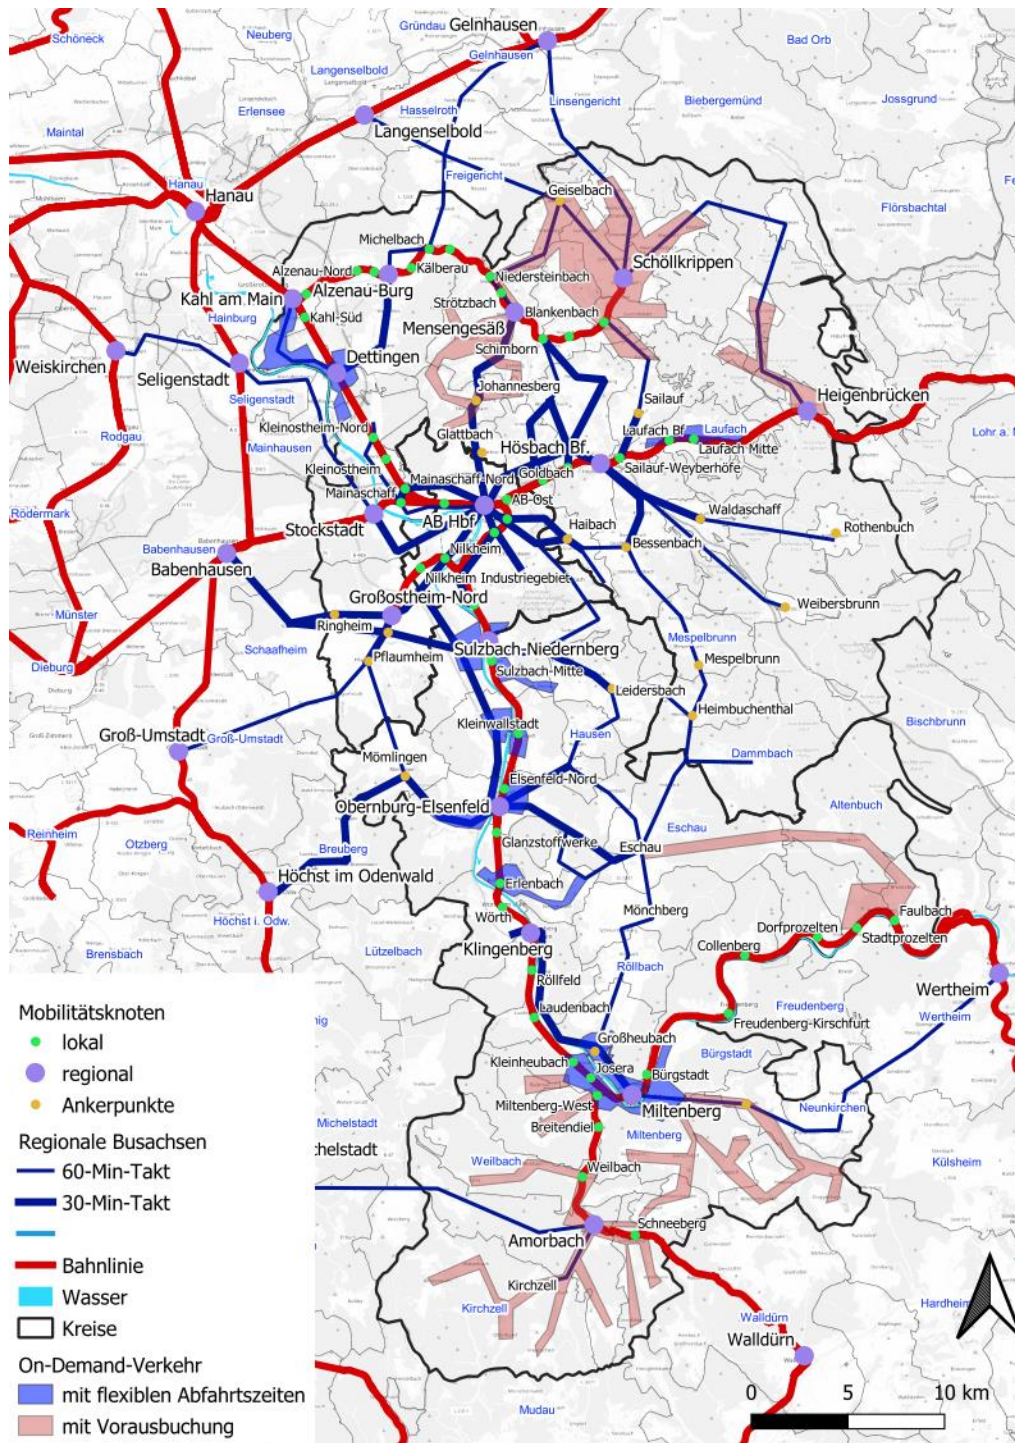 Schöneck
Neuberg
Gründau
Gelnhausen
Gelnhausen
Bad Orb
Langenselbold
Linsengericht
Biebergemünd
Jossgrund
Erlensee
Hasselroth
Langenselbold
Maintal
Freigericht
Hanau
Hanau
Geiselbach
Flörsbachtal
Michelbach
Alzenau-Nord
Kälberau
Niedersteinbach
Schöllkrippen
Kahl am Main
Alzenau-Burg
Strötzbach
Hainburg
Kahl-Süd
Mensengesäß
Blankenbach
Weiskirchen
Dettingen
Schimborn
Seligenstadt
Johannesberg
Heigenbrücken
Seligenstadt
Sailauf
Rodgau
Mainhausen
Kleinostheim-Nord
Glattbach
Laufach Bf
Laufach
Lohr a. M
Hösbach Bf.
Laufach Mitte
Kleinostheim
Sailauf-Weyberhöfe
Mainaschaff-Nord
Goldbach
Mainaschaff
AB-Ost
Rödermark
Stockstadt
AB Hbf
Waldaschaff
Rothenbuch
Haibach
Babenhausen
Nilkheim
Bessenbach
Babenhausen
Nilkheim Industriegebiet
Großostheim-Nord
Weibersbrunn
Münster
Ringheim
Mespelbrunn
Schaafheim
Sulzbach-Niedernberg
Dieburg
Pflaumheim
Sulzbach-Mitte
Mespelbrunn
Leidersbach
Heimbuchenthal
Kleinwallstadt
Bischbrunn
Groß-Umstadt
Groß-Umstadt
Hausen
Mömlingen
Dammbach
Elsenfeld-Nord
Obernburg-Elsenfeld
Altenbuch
Reinheim
Otzberg
Breuberg
Glanzstoffwerke
Eschau
Eschau
Höchst im Odenwald
Erlenbach
Mönchberg
Faulbach
Höchst i. Odw.
Wörth
Dorfprozelten
Stadtprozelten
Brensbach
Lützelbach
Klingenberg
Collenberg
Röllbach
Wertheim
Röllfeld
Freudenberg
Wertheim
Laudenbach
Freudenberg-Kirschfurt
Großheubach
Bürgstadt
Kleinheubach
Josera
Bürgstadt
Miltenberg-West
Miltenberg
Neunkirchen
Michelstadt
Breitendiel
Miltenberg
chelstadt
Weilbach
Weilbach
Külsheim
Schneeberg
Amorbach
Kirchzell
Kirchzell
Hardheim
Walldürn
Walldürn
Mudau
Mobilitätsknoten
lokal
regional
Ankerpunkte
Regionale Busachsen
60-Min-Takt
30-Min-Takt
Bahnlinie
Wasser
Kreise
On-Demand-Verkehr
mit flexiblen Abfahrtszeiten
mit Vorausbuchung
0 5 10 km